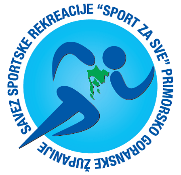 SAVEZ SPORTSKE REKREACIJE "SPORT ZA SVE" PRIMORSKO GORANSKE ŽUPANIJE